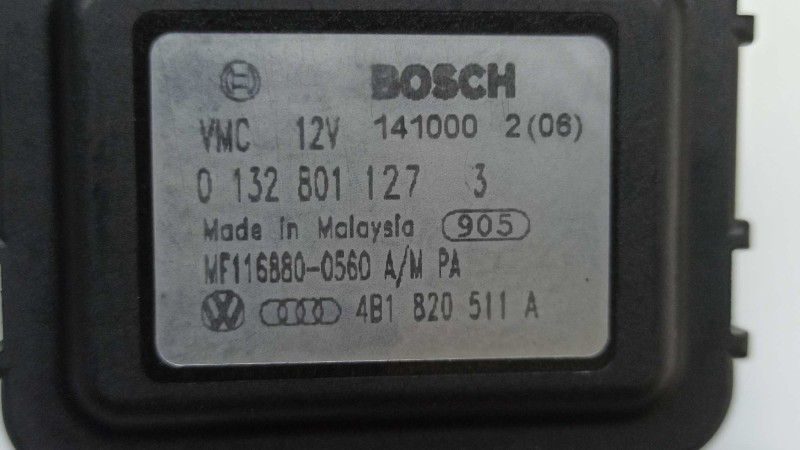 BOSCH
VMC 12V 141000 2(06)
0 132 801 127 3
Made in Malaysia 905
MF116880-0560 A/M PA
VW 4B1 820 511 A